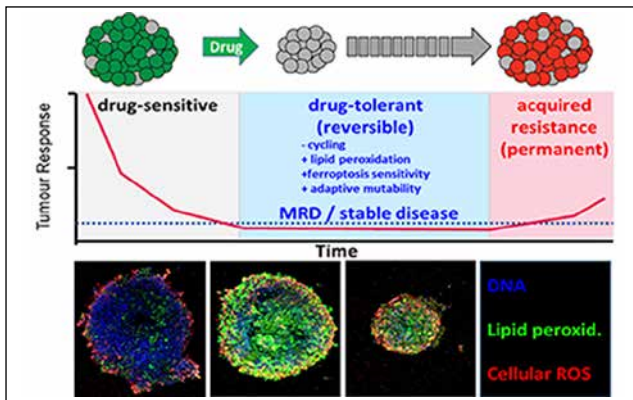 Drug
drug-sensitive
drug-tolerant
(reversible)
- cycling
+ lipid peroxidation
+ferroptosis sensitivity
+ adaptive mutability
acquired
resistance
(permanent)
MRD / stable disease
Tumour Response
Time
DNA
Lipid peroxid.
Cellular ROS